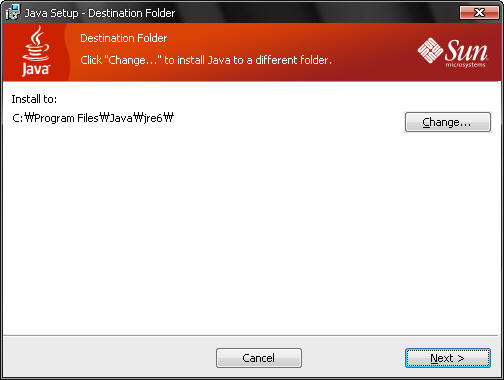 Java Setup - Destination Folder
Destination Folder
Click "Change..." to install Java to a different folder.
Java
Sun
microsystems
Install to:
C:₩Program Files₩Java₩jre6₩
Change...
Cancel
Next >